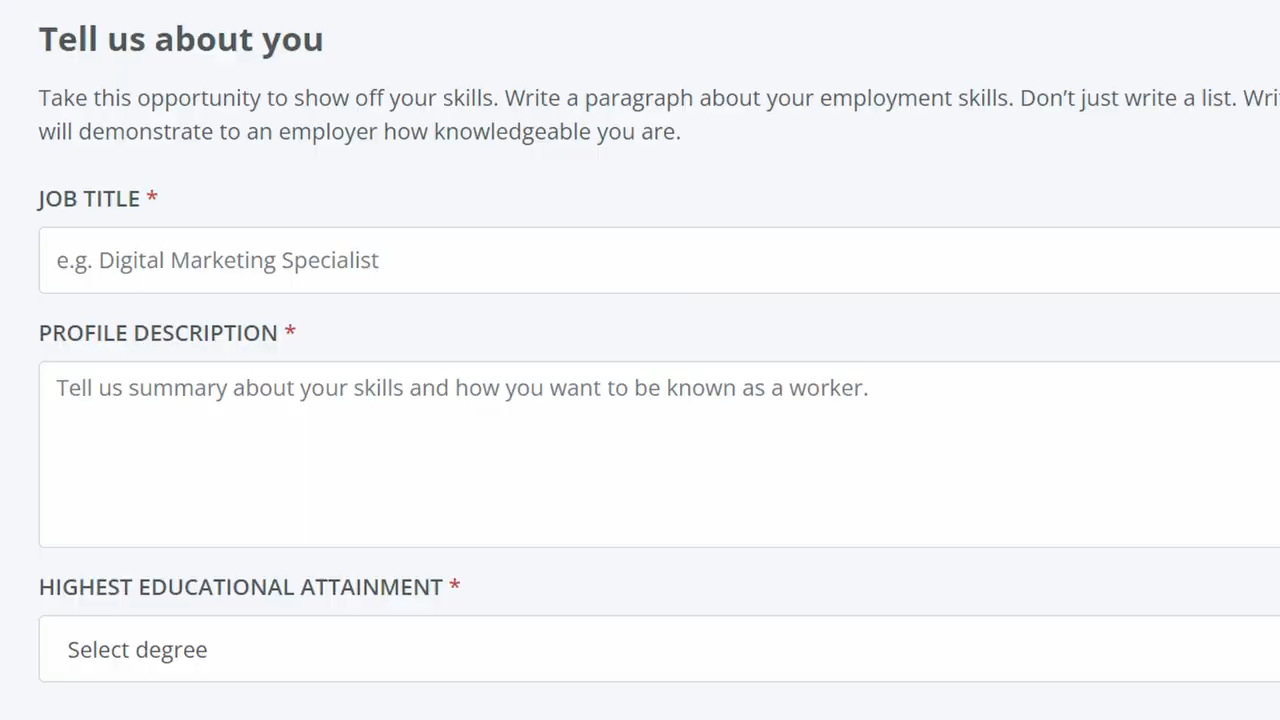 Tell us about you
Take this opportunity to show off your skills. Write a paragraph about your employment skills. Don’t just write a list.
will demonstrate to an employer how knowledgeable you are.
JOB TITLE *
e.g. Digital Marketing Specialist
PROFILE DESCRIPTION *
Tell us summary about your skills and how you want to be known as a worker.
HIGHEST EDUCATIONAL ATTAINMENT *
Select degree